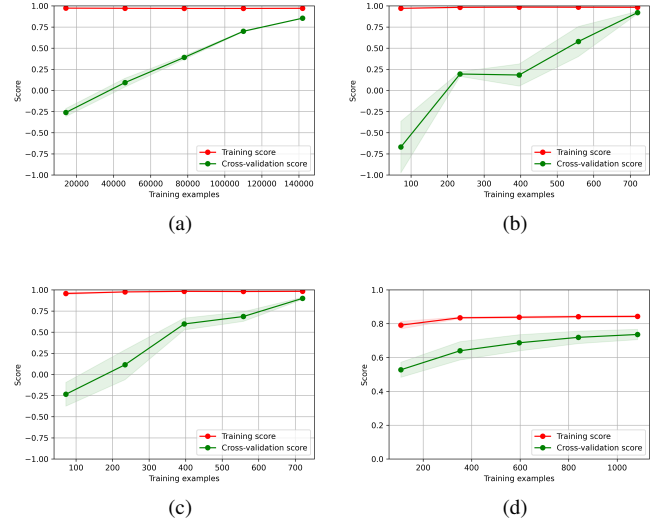 1.00
0.75
0.50
0.25
0.00
−0.25
−0.50
−0.75
−1.00
Score
20000 40000 60000 80000 100000 120000 140000
Training examples
Training score
Cross-validation score
(a)
1.00
0.75
0.50
0.25
0.00
−0.25
−0.50
−0.75
−1.00
Score
100 200 300 400 500 600 700
Training examples
Training score
Cross-validation score
(b)
1.00
0.75
0.50
0.25
0.00
−0.25
−0.50
−0.75
−1.00
Score
100 200 300 400 500 600 700
Training examples
Training score
Cross-validation score
(c)
1.0
0.8
0.6
0.4
0.2
0.0
Score
200 400 600 800 1000
Training examples
Training score
Cross-validation score
(d)